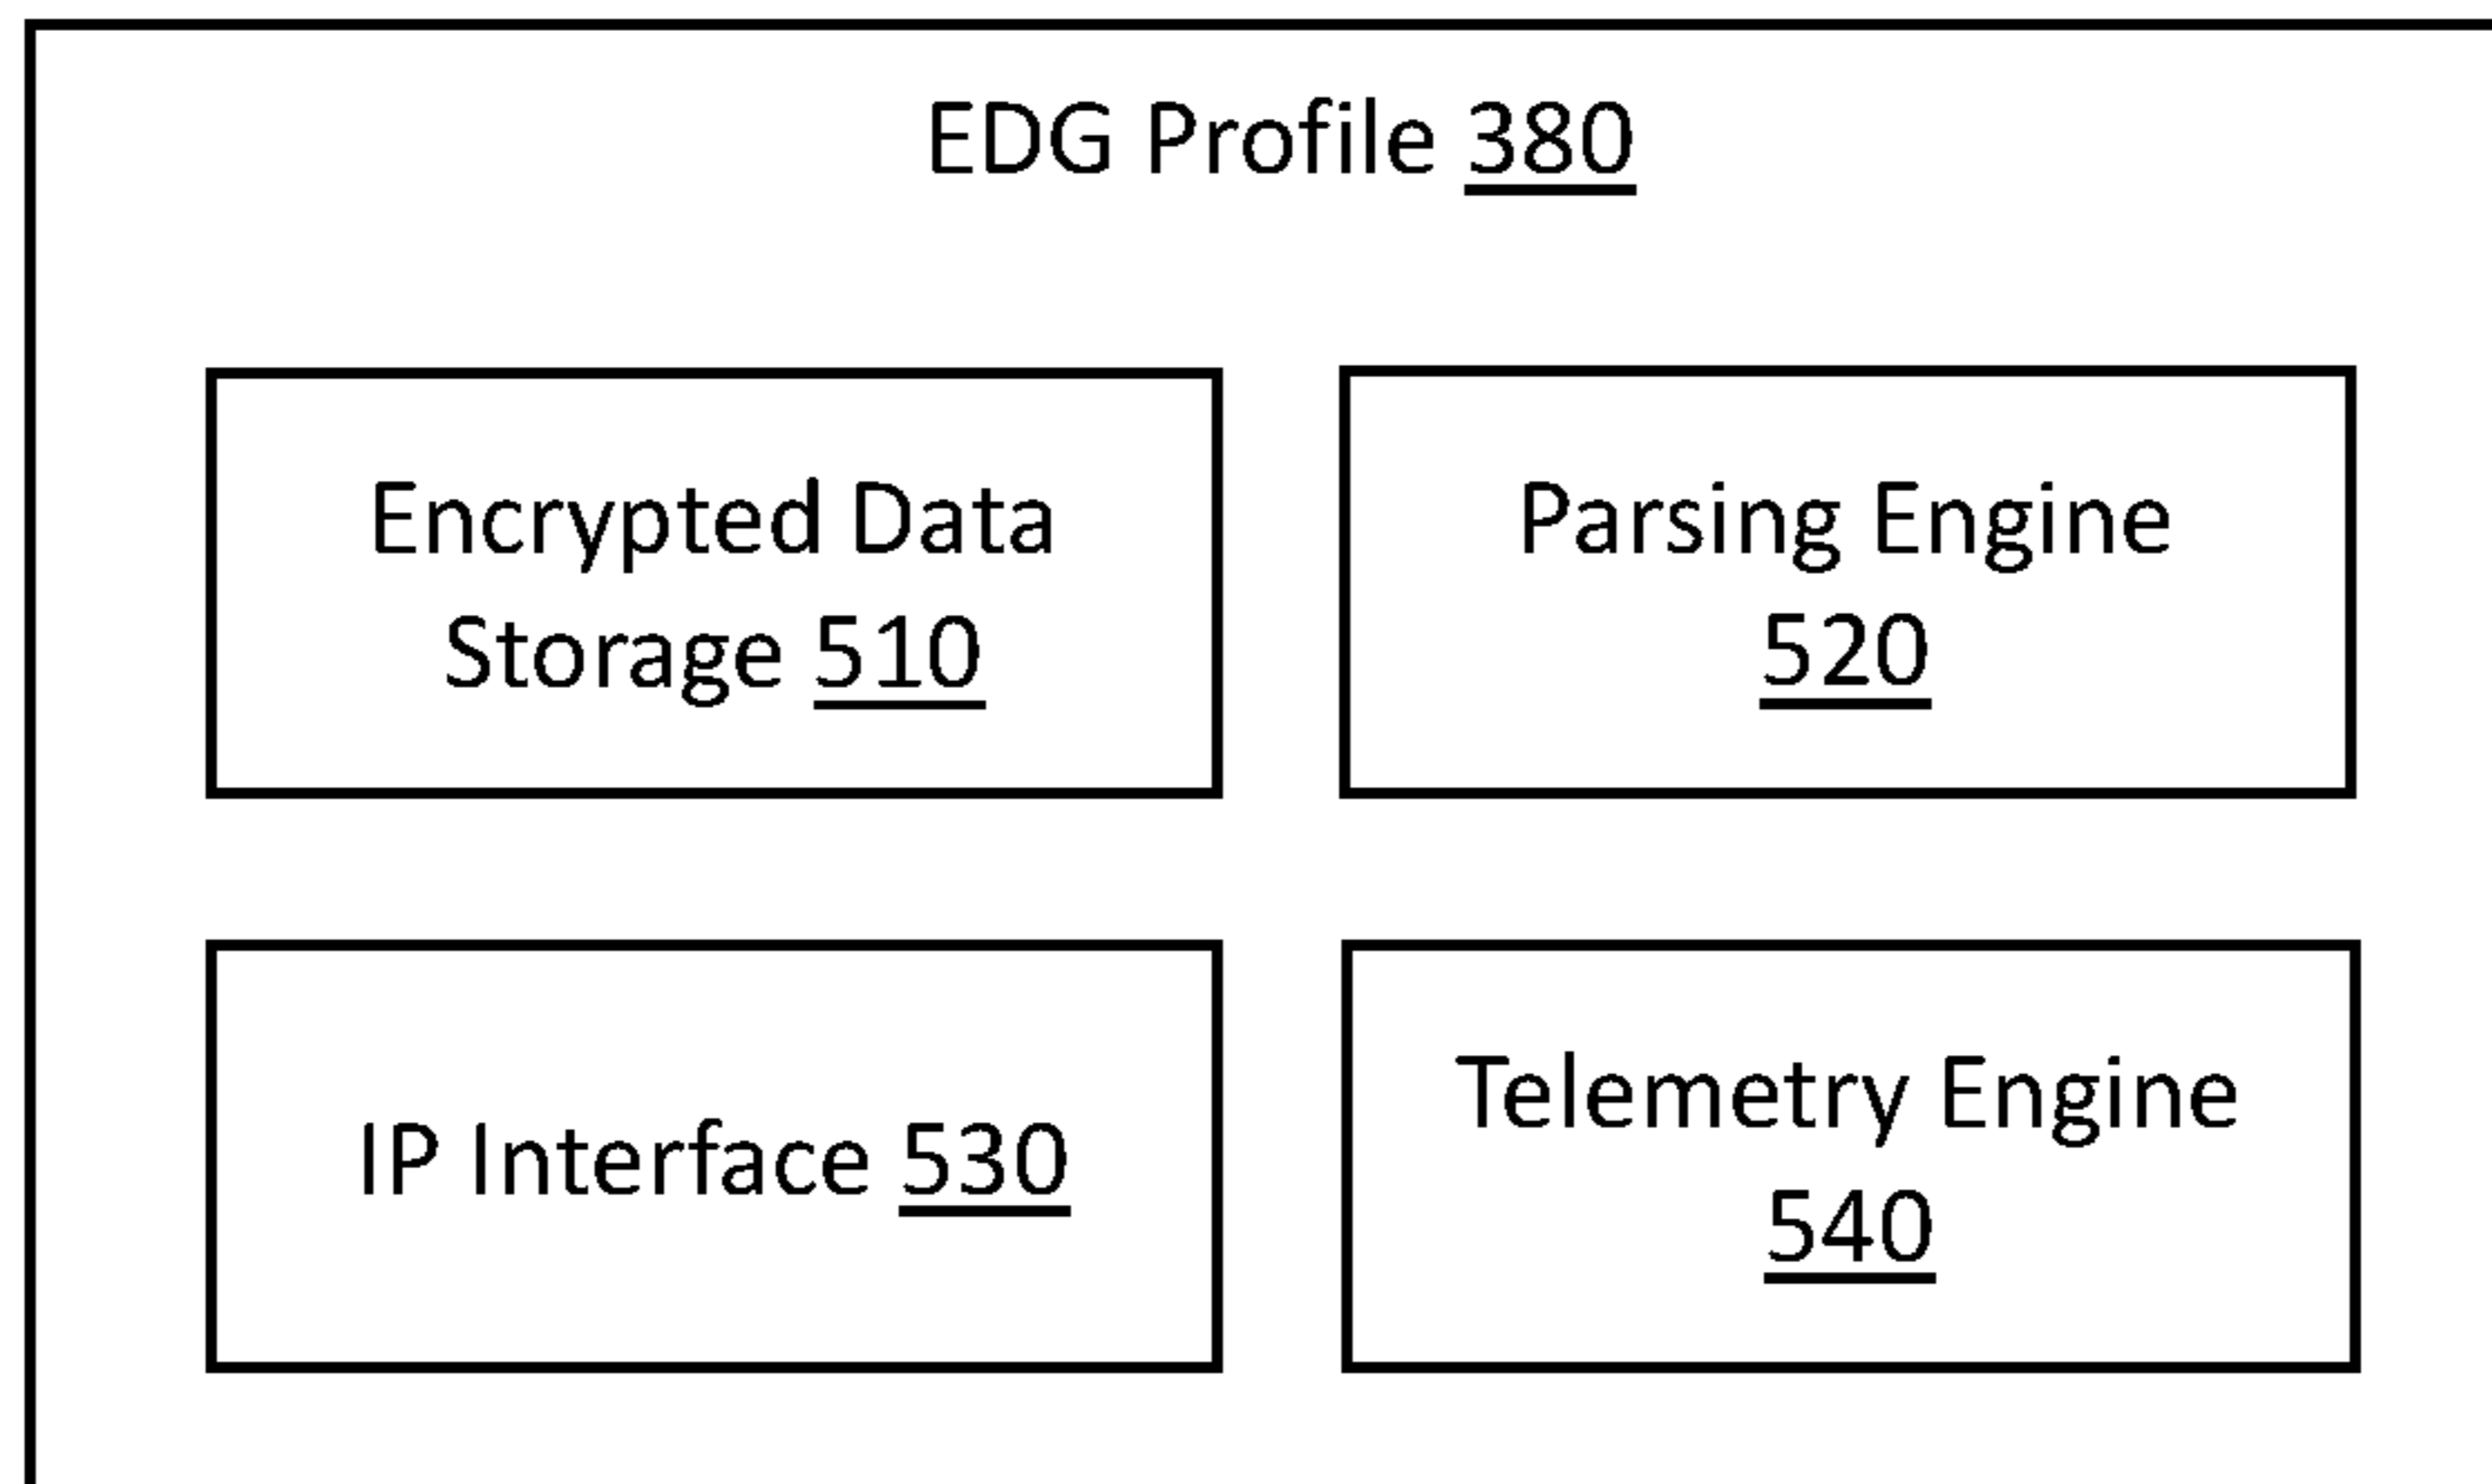 EDG Profile 380
Encrypted Data
Storage 510
Parsing Engine
520
IP Interface 530
Telemetry Engine
540